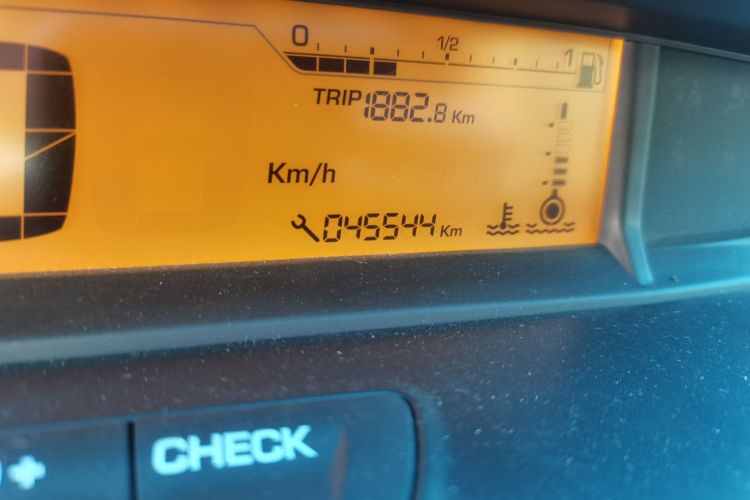 0 1/2 1
TRIP 1882.8 Km
Km/h
045544 Km
+
CHECK